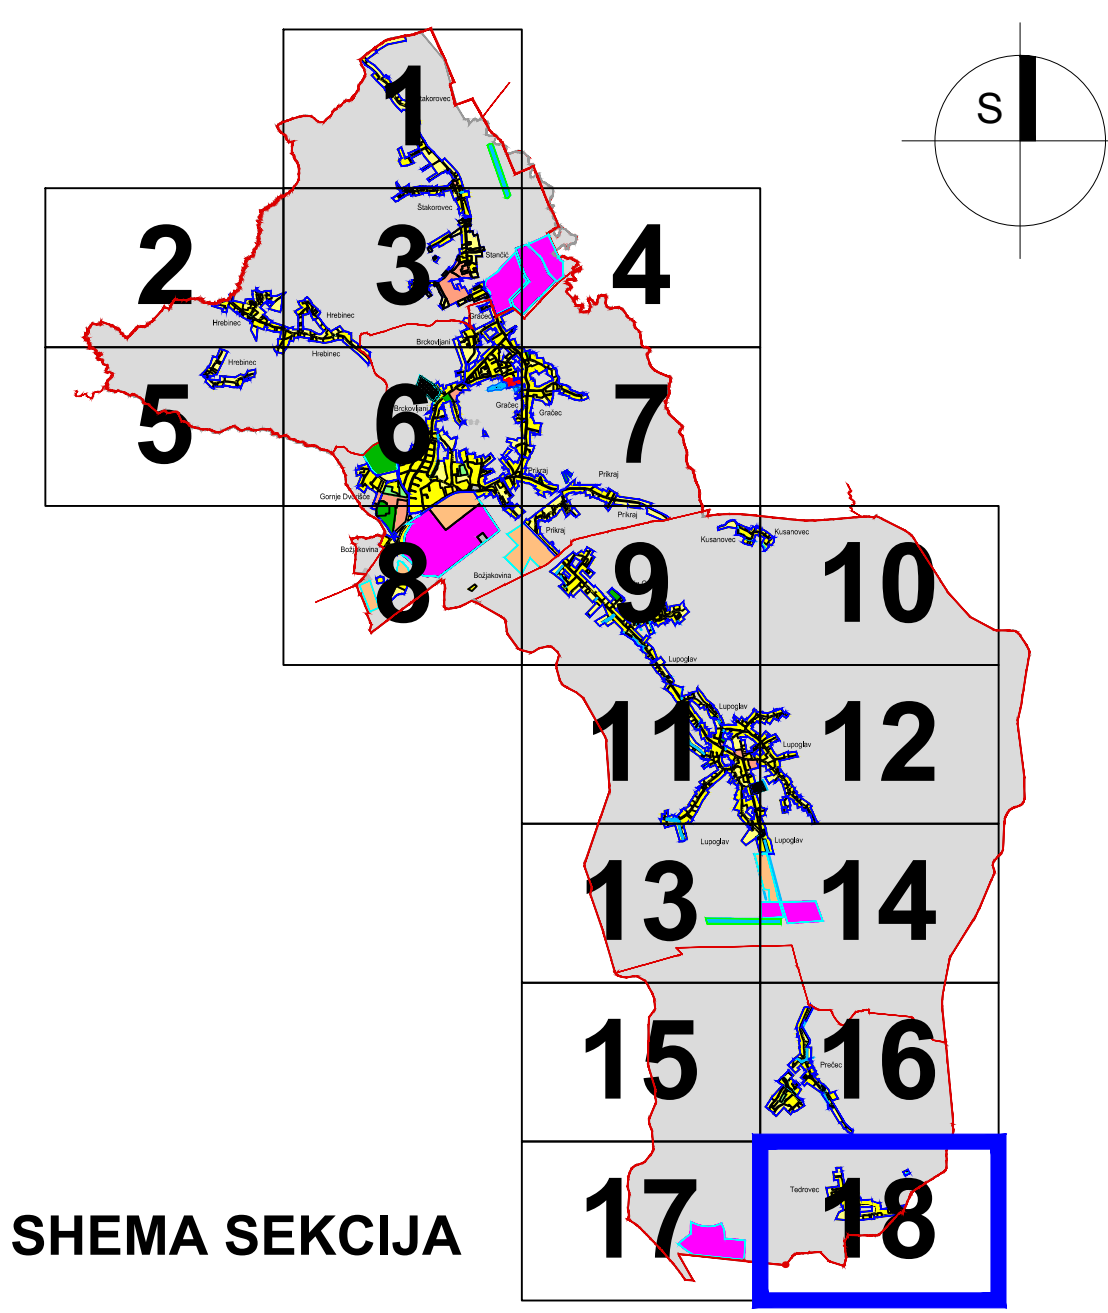 1
Štakorovec
S
2
3
4
Štakorovec
Stančić
Hrebinec
Hrebinec
Gračec
Brckovljani
Hrebinec
Hrebinec
5
6
7
Brckovljani
Gračec
Gračec
Prikraj
Prikraj
Gornje Dvorišće
Prikraj
Prikraj
Kusanovec
Kusanovec
Božjakovina
8
Božjakovina
9
10
Lupoglav
11
Lupoglav
12
Lupoglav
Lupoglav
Lupoglav
13
14
15
16
Prečec
17
Tedrovec
18
SHEMA SEKCIJA